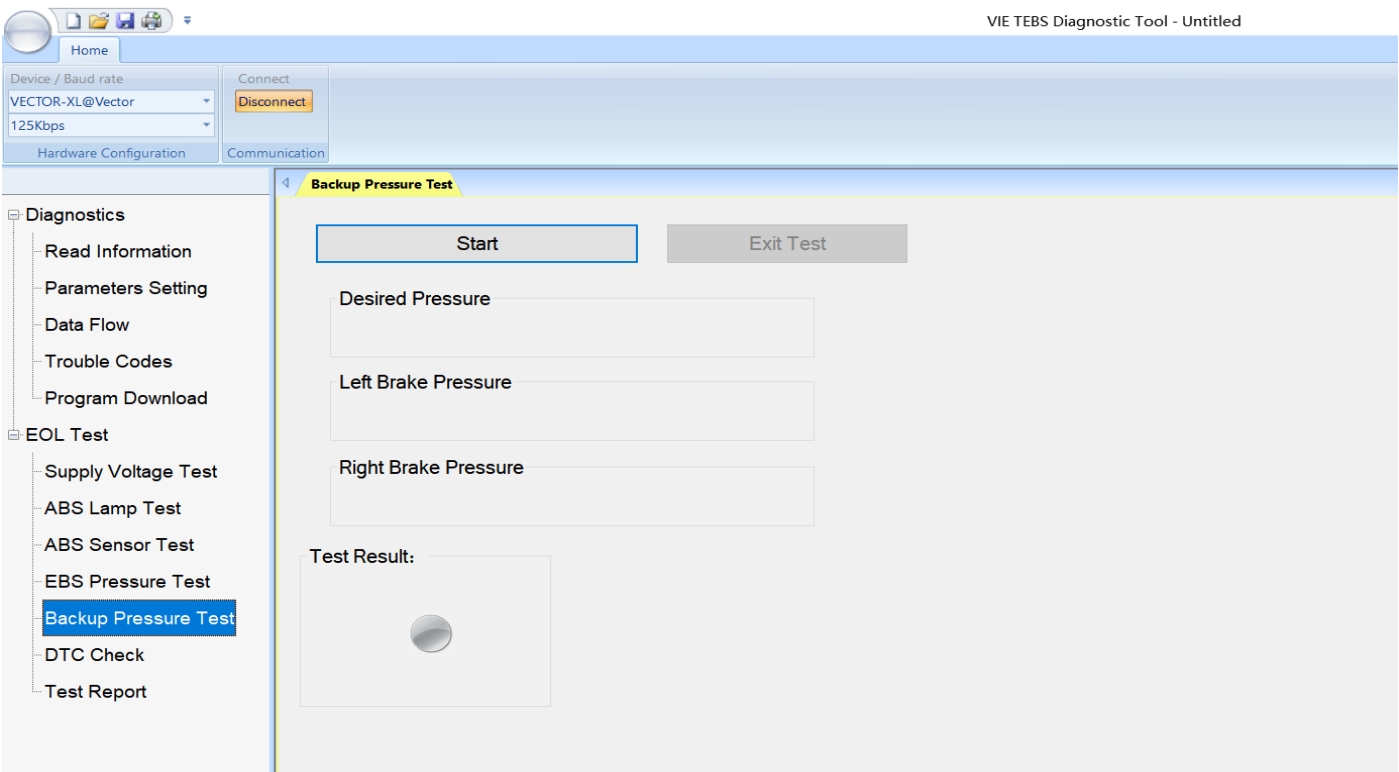 VIE TEBS Diagnostic Tool - Untitled
Home
Device / Baud rate
VECTOR-XL@Vector
125Kbps
Hardware Configuration
Connect
Disconnect
Communication
Diagnostics
Read Information
Parameters Setting
Data Flow
Trouble Codes
Program Download
EOL Test
Supply Voltage Test
ABS Lamp Test
ABS Sensor Test
EBS Pressure Test
Backup Pressure Test
DTC Check
Test Report
Backup Pressure Test
Start
Exit Test
Desired Pressure
Left Brake Pressure
Right Brake Pressure
Test Result：